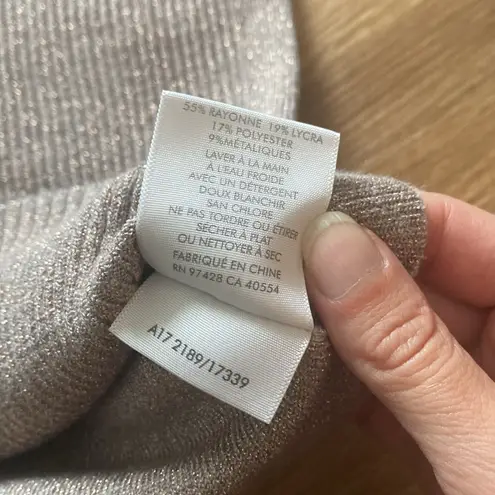 55% RAYONNE 19% LYCRA
17% POLYESTER
9%MÉTALIQUES
LAVER À LA MAIN
À L'EAU FROIDE
AVEC UN DÉTERGENT
DOUX BLANCHIR
SAN CHLORE
NE PAS TORDRE OU ÉTIRER
SÉCHER À PLAT
OU NETTOYER À SEC
FABRIQUÉ EN CHINE
RN 97428 CA 40554
A17 2189/17339